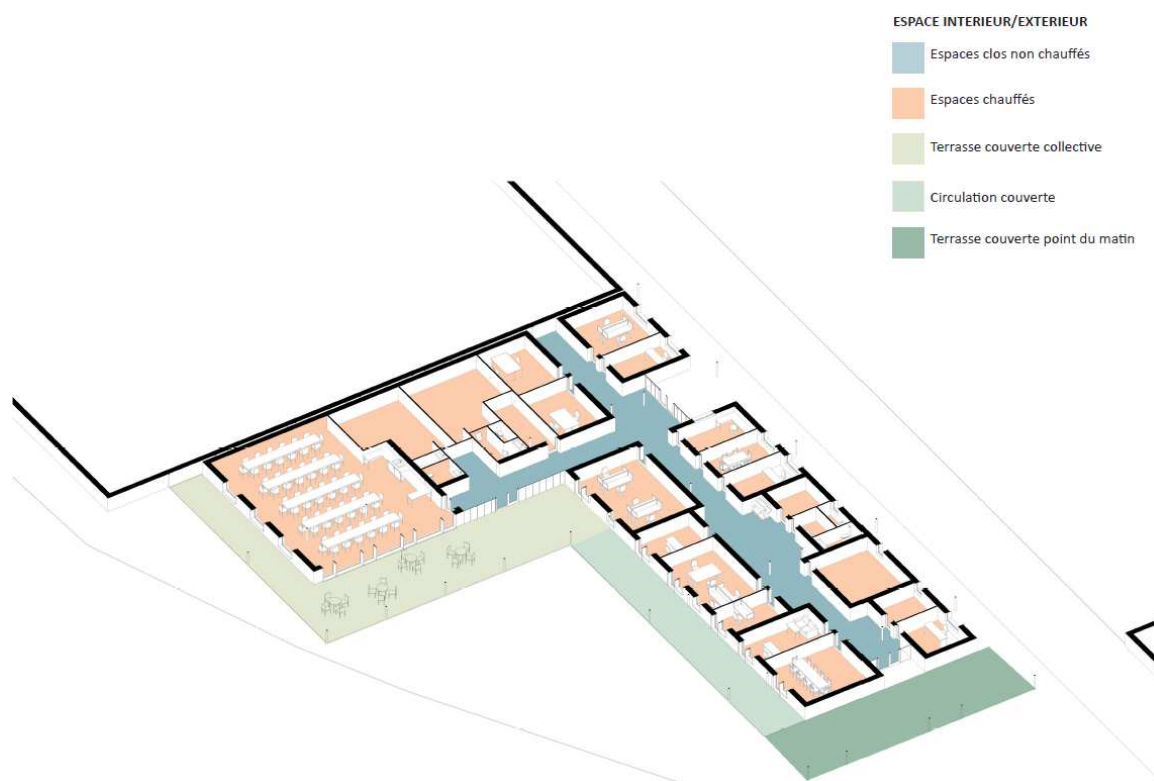 ESPACE INTERIEUR/EXTERIEUR
Espaces clos non chauffés
Espaces chauffés
Terrasse couverte collective
Circulation couverte
Terrasse couverte point du matin